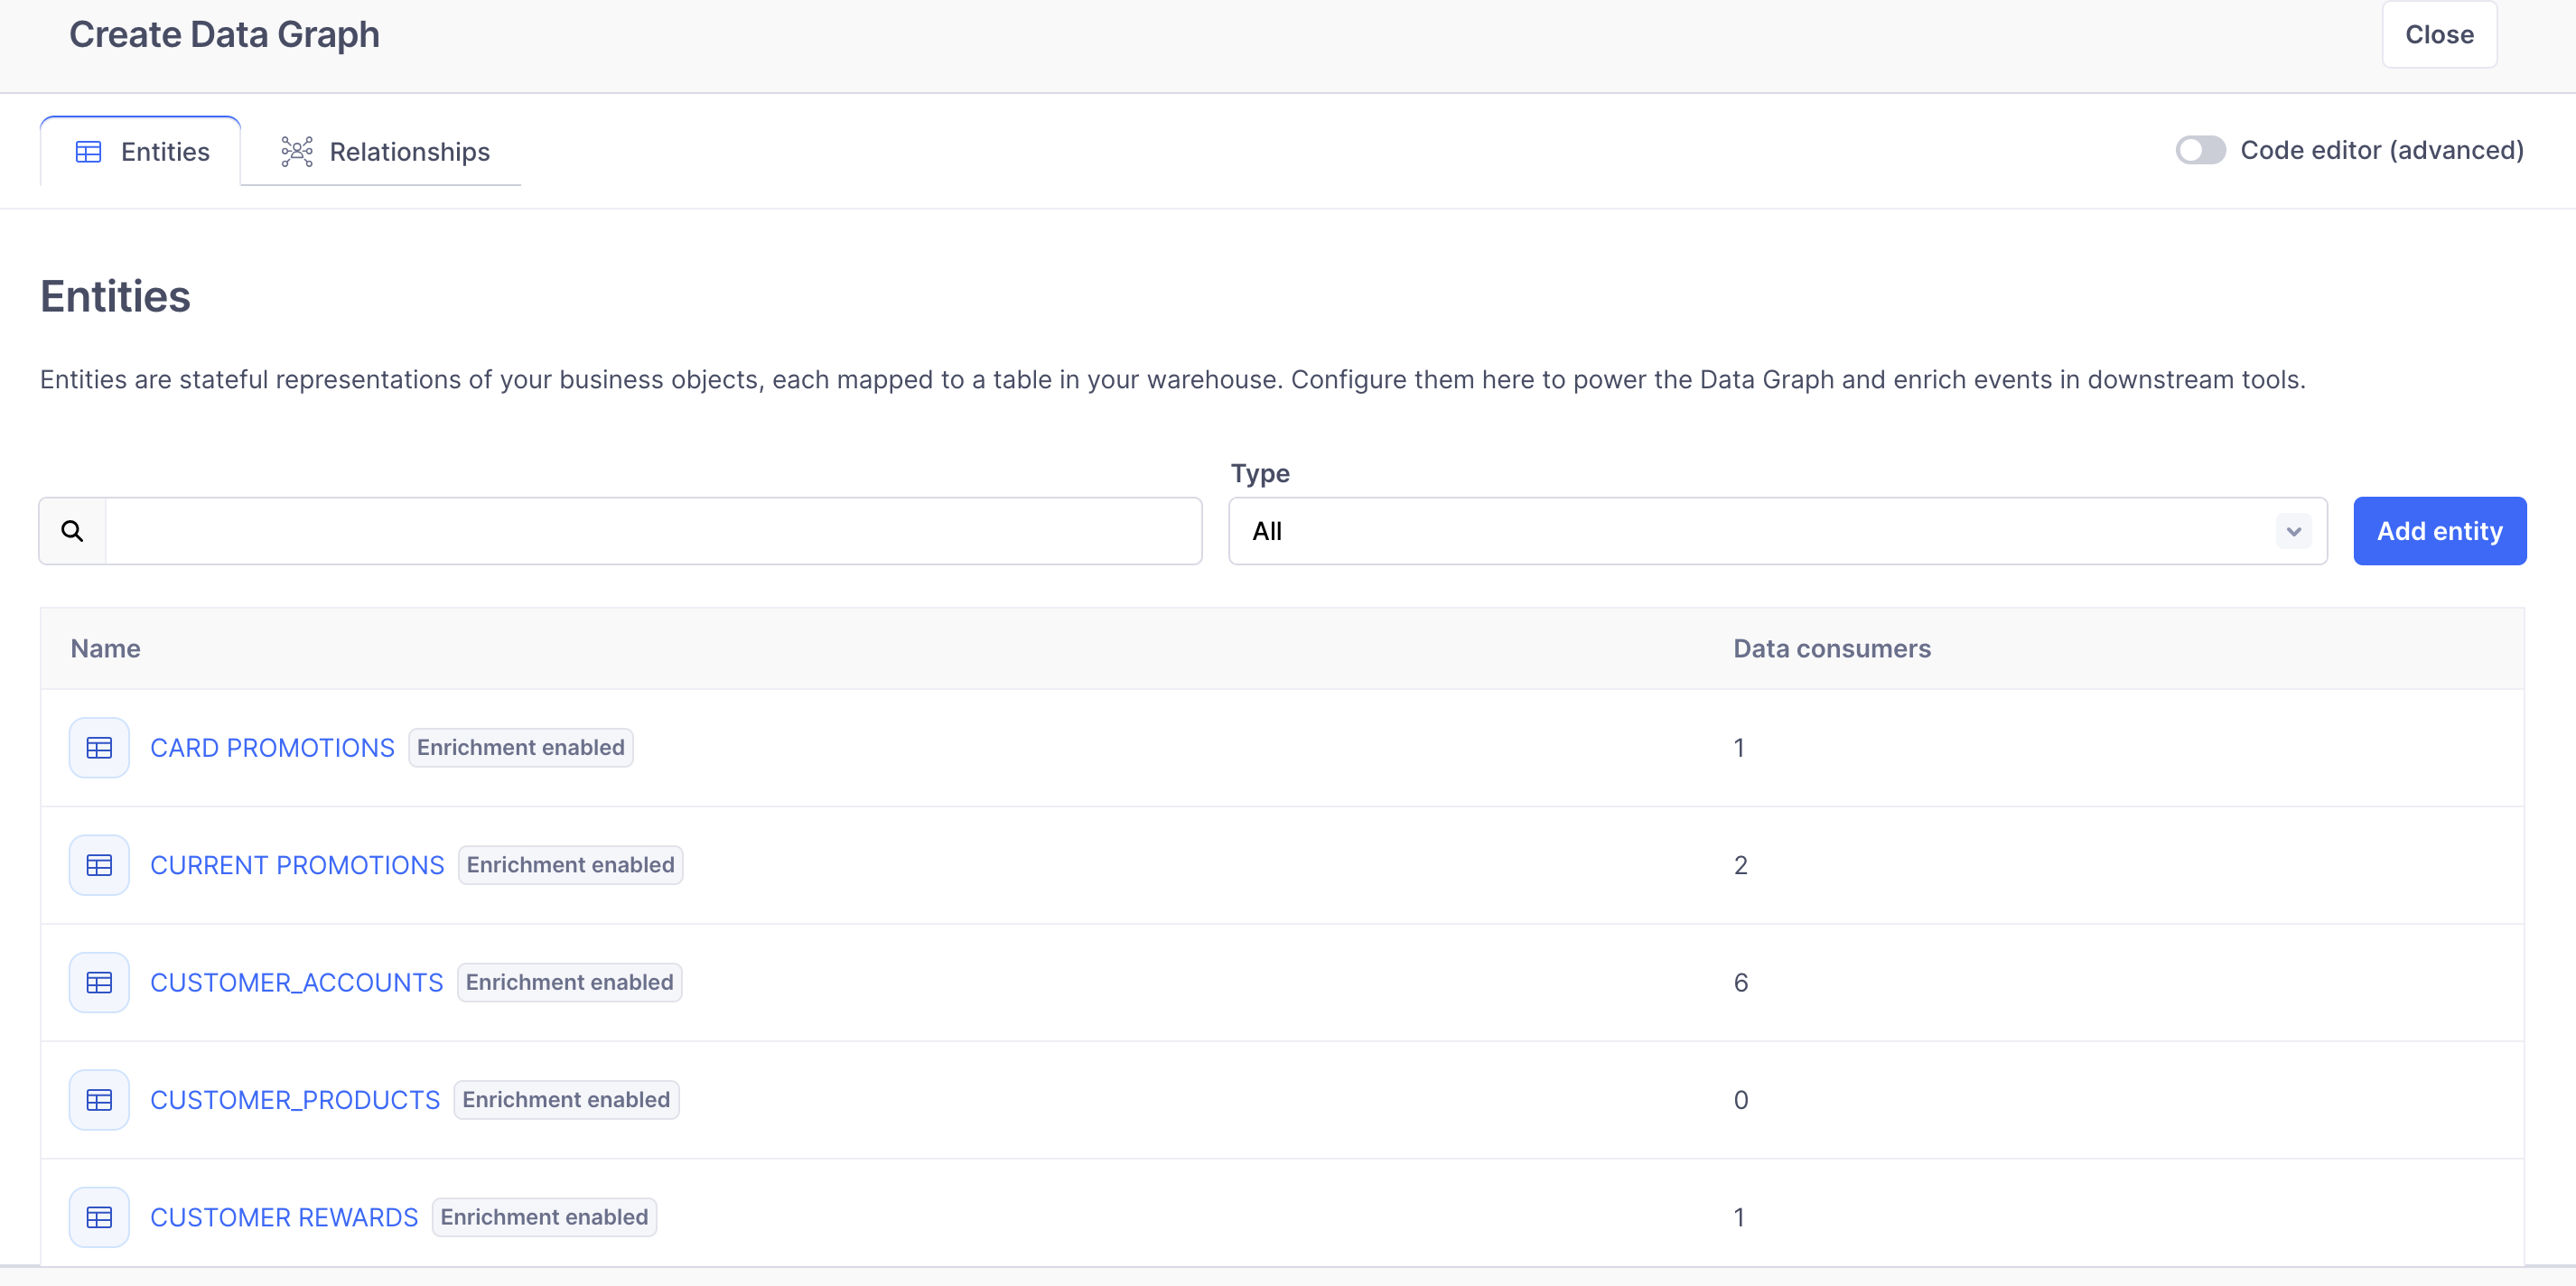 Create Data Graph
Close
Entities
Relationships
Code editor (advanced)
Entities
Entities are stateful representations of your business objects, each mapped to a table in your warehouse. Configure them here to power the Data Graph and enrich events in downstream tools.
Type
All
Add entity
Name Data consumers
CARD PROMOTIONS Enrichment enabled 1
CURRENT PROMOTIONS Enrichment enabled 2
CUSTOMER_ACCOUNTS Enrichment enabled 6
CUSTOMER_PRODUCTS Enrichment enabled 0
CUSTOMER REWARDS Enrichment enabled 1